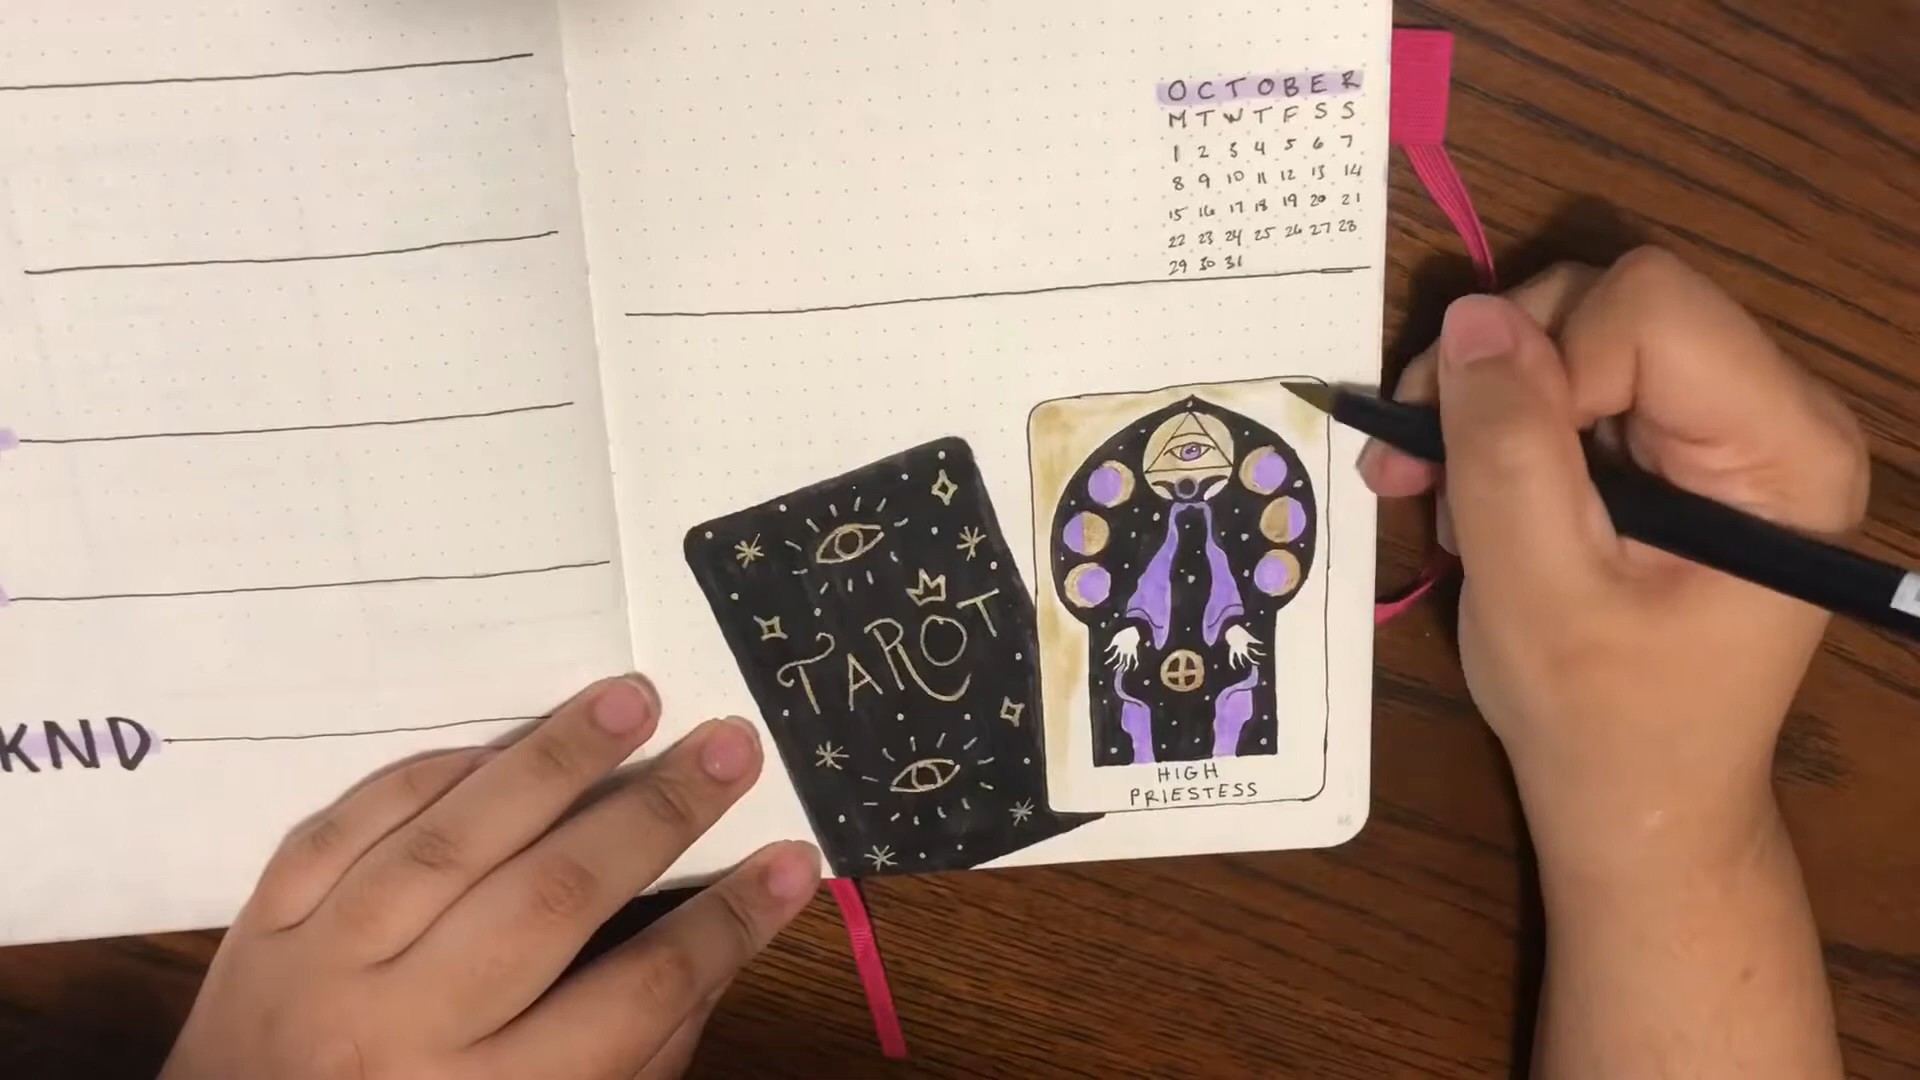 OCTOBER
M T W T F S S
1 2 3 4 5 6 7
8 9 10 11 12 13 14
15 16 17 18 19 20 21
22 23 24 25 26 27 28
29 30 31
TAROT
KND
HIGH
PRIESTESS